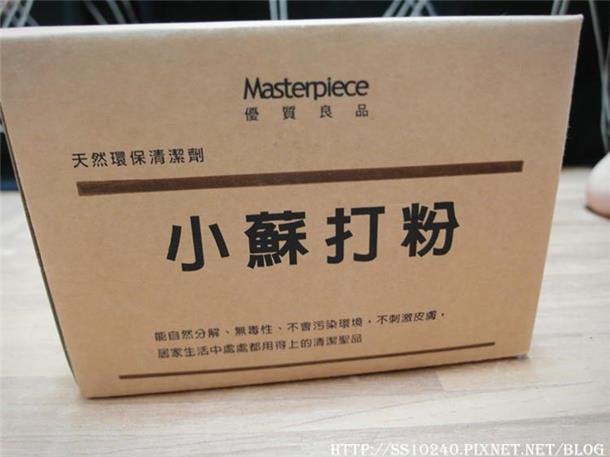 Masterpiece
優質良品
天然環保清潔劑
小蘇打粉
能自然分解、無毒性、不會污染環境，不刺激皮膚，
居家生活中處處都用得上的清潔聖品
HTTP://SS10240.PIXNET.NET/BLOG